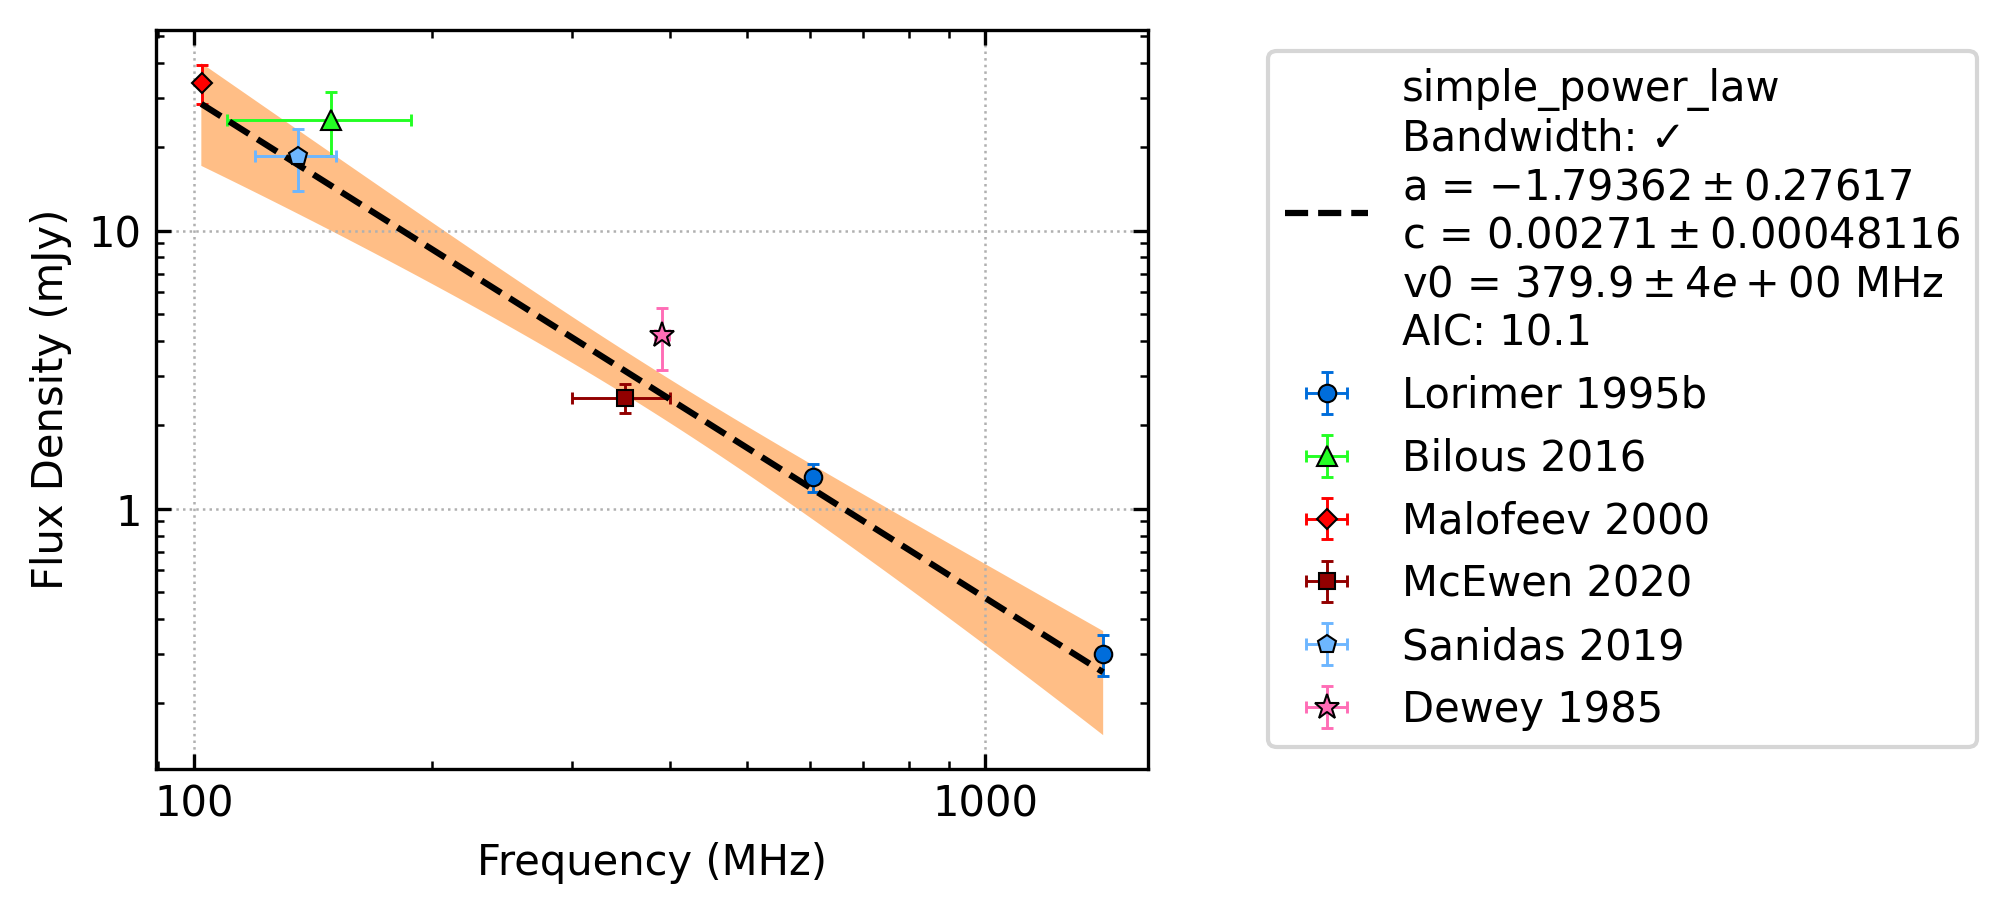 10
1
Flux Density (mJy)
100
1000
Frequency (MHz)
simple_power_law
Bandwidth: ✓
a = −1.79362 ± 0.27617
c = 0.00271 ± 0.00048116
v0 = 379.9 ± 4e + 00 MHz
AIC: 10.1
Lorimer 1995b
Bilous 2016
Malofeev 2000
McEwen 2020
Sanidas 2019
Dewey 1985